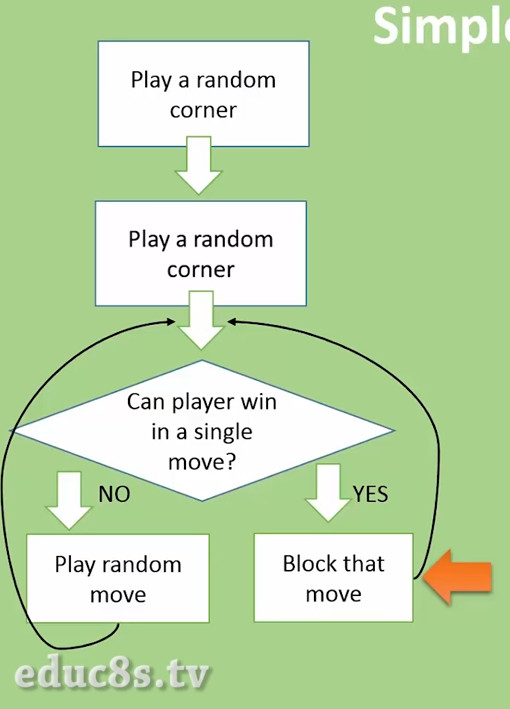 Simple
Play a random
corner
Play a random
corner
Can player win
in a single
move?
NO
YES
Play random
move
Block that
move
educ8s.tv